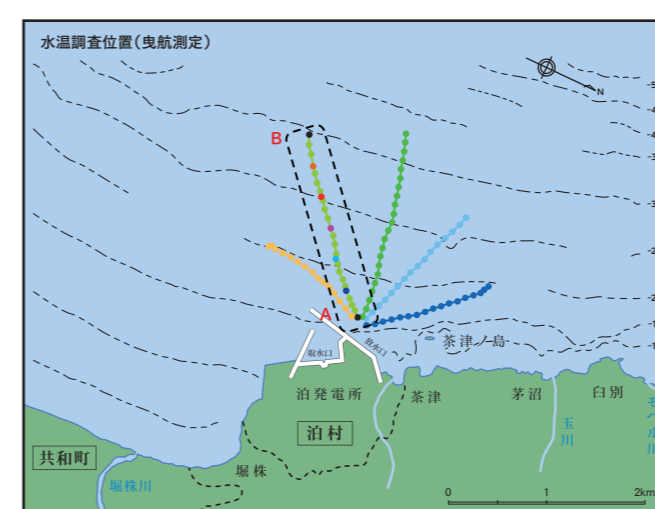 水温調査位置（曳航測定）
N
B
A
取水口
放水口
茶津ノ島
泊発電所
茶津
茅沼
臼別
泊村
玉川
共和町
堀株
堀株川
0 1 2km